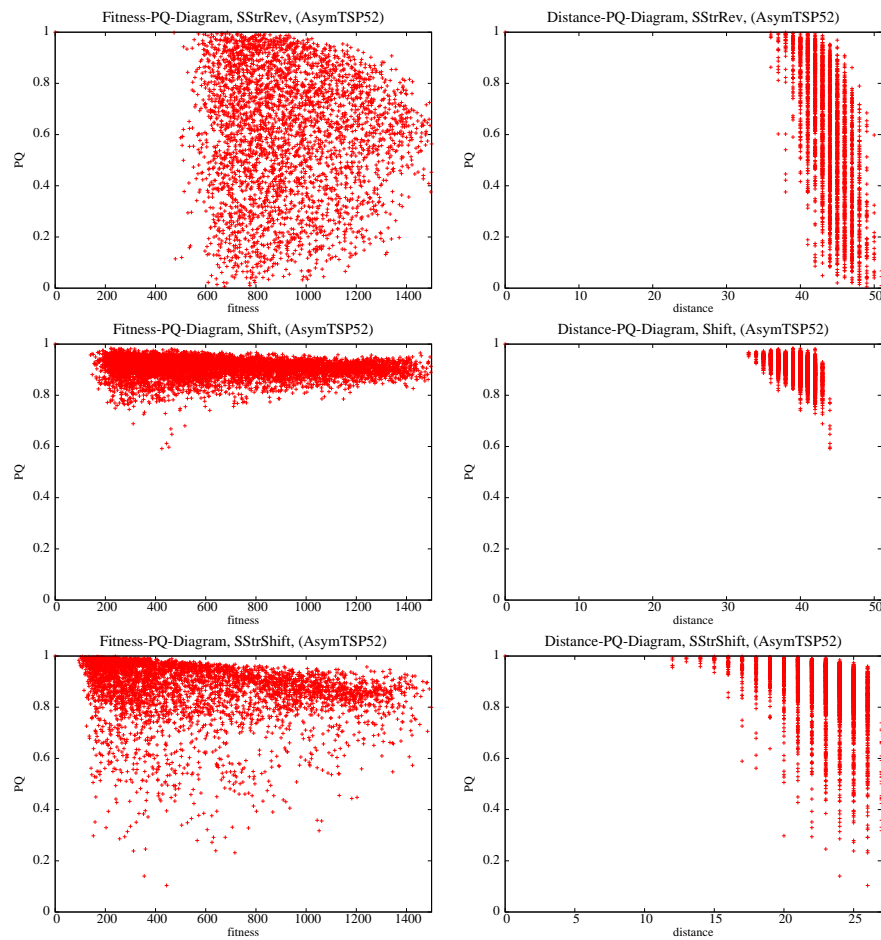 Fitness-PQ-Diagram, SStrRev, (AsymTSP52)
1
0.8
0.6
0.4
0.2
0
PQ
0 200 400 600 800 1000 1200 1400
fitness
Distance-PQ-Diagram, SStrRev, (AsymTSP52)
1
0.8
0.6
0.4
0.2
0
PQ
0 10 20 30 40 50
distance
Fitness-PQ-Diagram, Shift, (AsymTSP52)
1
0.8
0.6
0.4
0.2
0
PQ
0 200 400 600 800 1000 1200 1400
fitness
Distance-PQ-Diagram, Shift, (AsymTSP52)
1
0.8
0.6
0.4
0.2
0
PQ
0 10 20 30 40 50
distance
Fitness-PQ-Diagram, SStrShift, (AsymTSP52)
1
0.8
0.6
0.4
0.2
0
PQ
0 200 400 600 800 1000 1200 1400
fitness
Distance-PQ-Diagram, SStrShift, (AsymTSP52)
1
0.8
0.6
0.4
0.2
0
PQ
0 5 10 15 20 25
distance